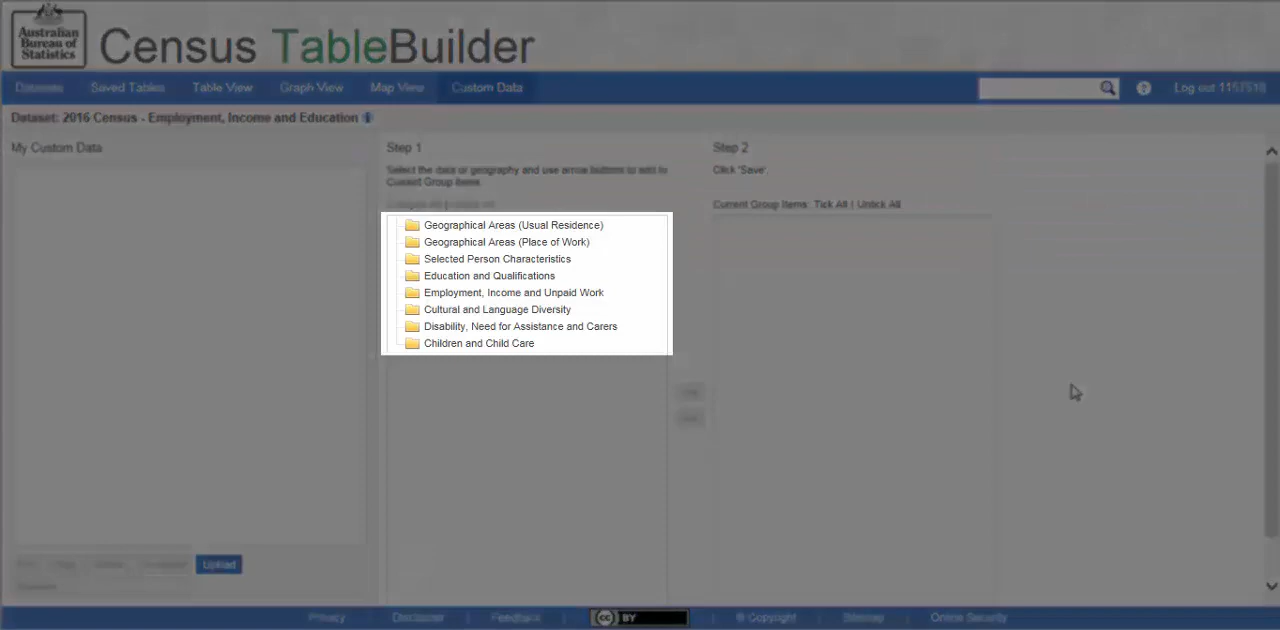 Australian
Bureau of
Statistics
Census TableBuilder
Datasets Saved Tables Table View Graph View Map View Custom Data
Log out
Dataset: 2016 Census - Employment, Income and Education
My Custom Data
Step 1
Select the data or geography and use arrow buttons to add to
Current Group Items.
Geographical Areas (Usual Residence)
Geographical Areas (Place of Work)
Selected Person Characteristics
Education and Qualifications
Employment, Income and Unpaid Work
Cultural and Language Diversity
Disability, Need for Assistance and Carers
Children and Child Care
Step 2
Click 'Save'.
Current Group Items: Tick All | Untick All
Upload
Privacy | Disclaimer | Feedback | cc BY | © Copyright | Sitemap | Online Security